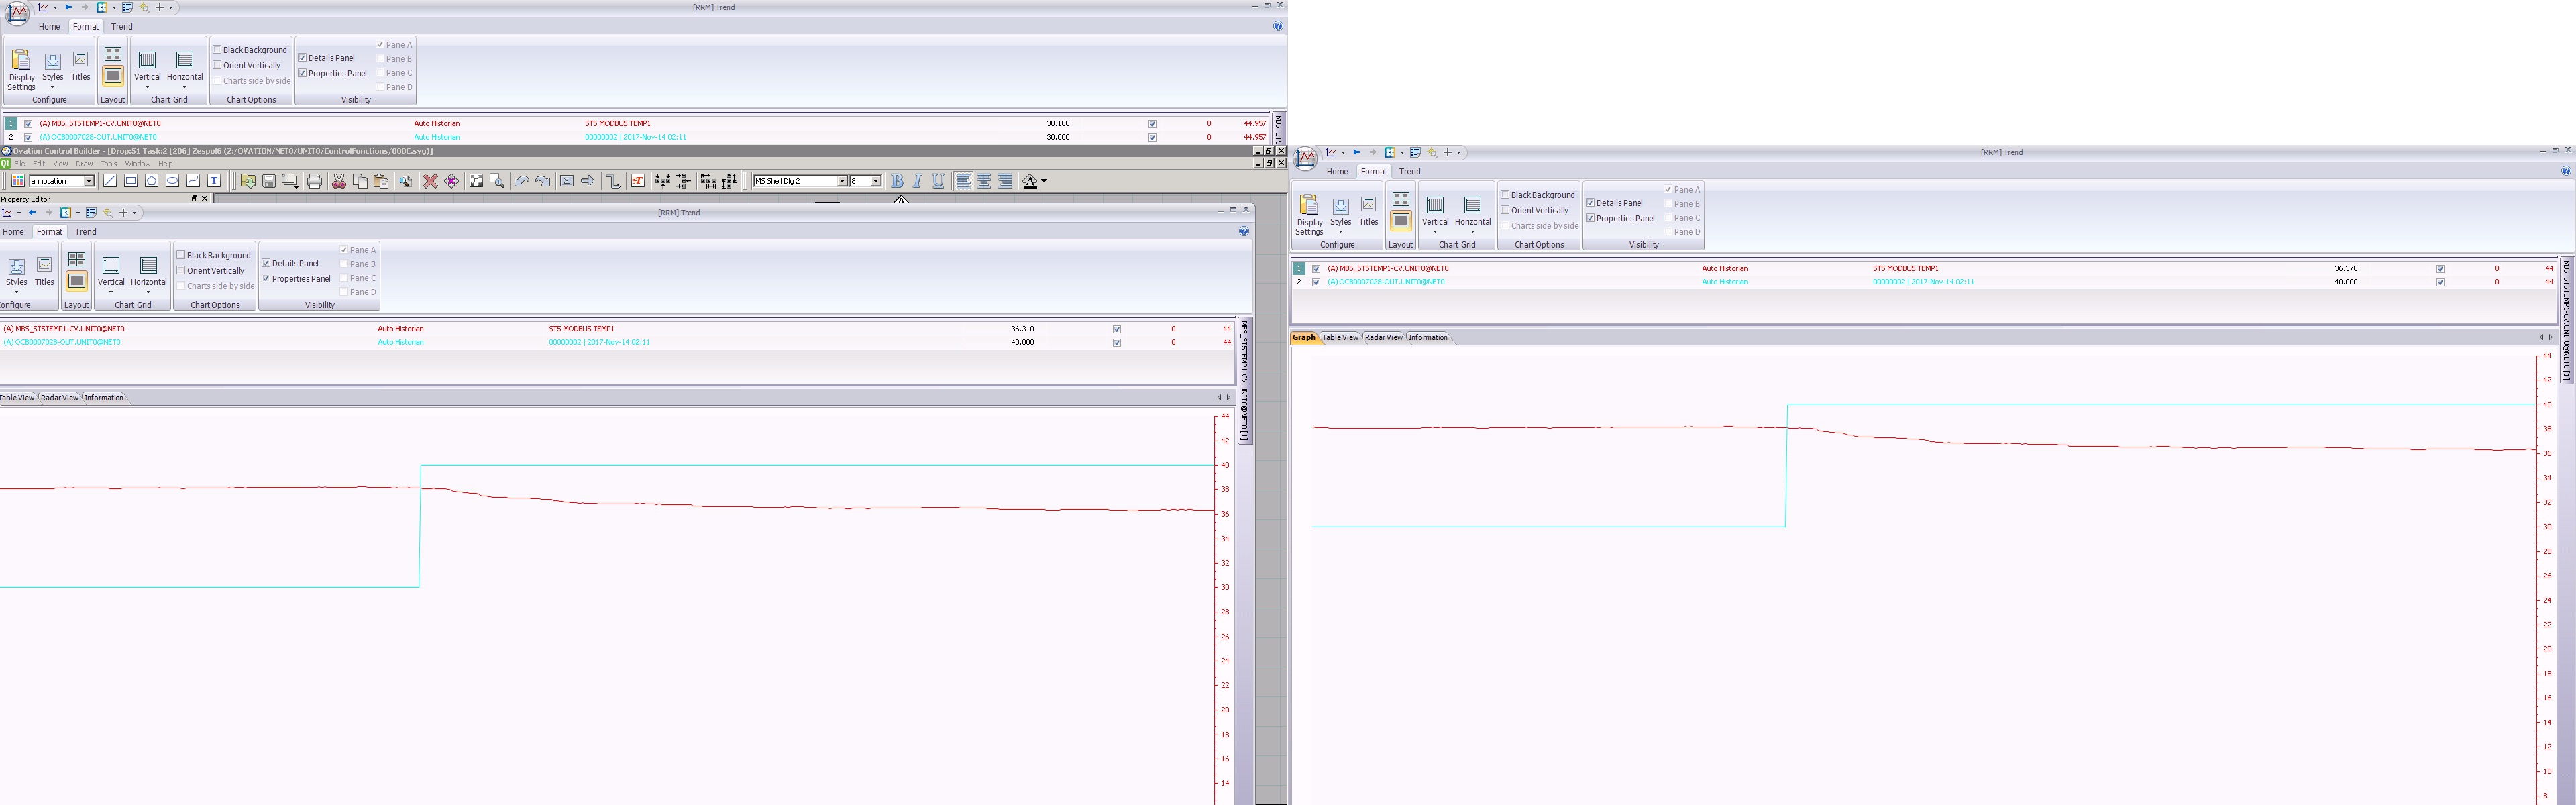 [RRM] Trend
Home Format Trend
Black Background
Orient Vertically
Charts side by side
Details Panel
Properties Panel
Pane A
Pane B
Pane C
Pane D
Display Settings Styles Titles Vertical Horizontal
Configure Layout Chart Grid Chart Options Visibility
1 (A) MBS_STSTEMP1-CV.UNIT0@NET0 Auto Historian STS MODBUS TEMP1 38.180 0 44.957
2 (A) OCB0007028-OUT.UNIT0@NET0 Auto Historian 00000002 | 2017-Nov-14 02:11 30.000 0 44.957
MBS_STS
Ovation Control Builder - [Drop:51 Task:2 [206] Zespol6 (Z:/OVATION/NET0/UNIT0/ControlFunctions/000C.svg)]
File Edit View Draw Tools Window Help
annotation MS Shell Dlg 2 8 B I U A
Property Editor
[RRM] Trend
Home Format Trend
Black Background
Orient Vertically
Charts side by side
Details Panel
Properties Panel
Pane A
Pane B
Pane C
Pane D
Styles Titles Vertical Horizontal
onfigure Layout Chart Grid Chart Options Visibility
(A) MBS_STSTEMP1-CV.UNIT0@NET0 Auto Historian STS MODBUS TEMP1 36.310 0 44
(A) OCB0007028-OUT.UNIT0@NET0 Auto Historian 00000002 | 2017-Nov-14 02:11 40.000 0 44
MBS_STSTEMP1-CV.UNIT0@NET0 [1]
Table View Radar View Information
44
42
40
38
36
34
32
30
28
26
24
22
20
18
16
14
[RRM] Trend
Home Format Trend
Black Background
Orient Vertically
Charts side by side
Details Panel
Properties Panel
Pane A
Pane B
Pane C
Pane D
Display Settings Styles Titles Vertical Horizontal
Configure Layout Chart Grid Chart Options Visibility
1 (A) MBS_STSTEMP1-CV.UNIT0@NET0 Auto Historian STS MODBUS TEMP1 36.370 0 44
2 (A) OCB0007028-OUT.UNIT0@NET0 Auto Historian 00000002 | 2017-Nov-14 02:11 40.000 0 44
MBS_STSTEMP1-CV.UNIT0@NET0 [1]
Graph Table View Radar View Information
44
42
40
38
36
34
32
30
28
26
24
22
20
18
16
14
12
10
8